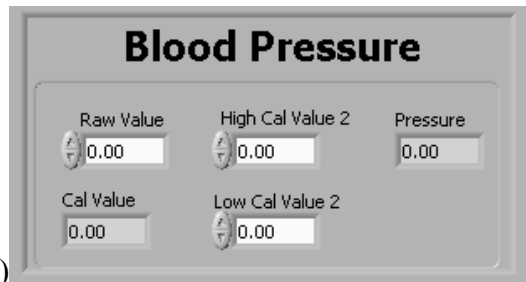 Blood Pressure
Raw Value High Cal Value 2 Pressure
0.00 0.00 0.00
Cal Value Low Cal Value 2
0.00 0.00
)